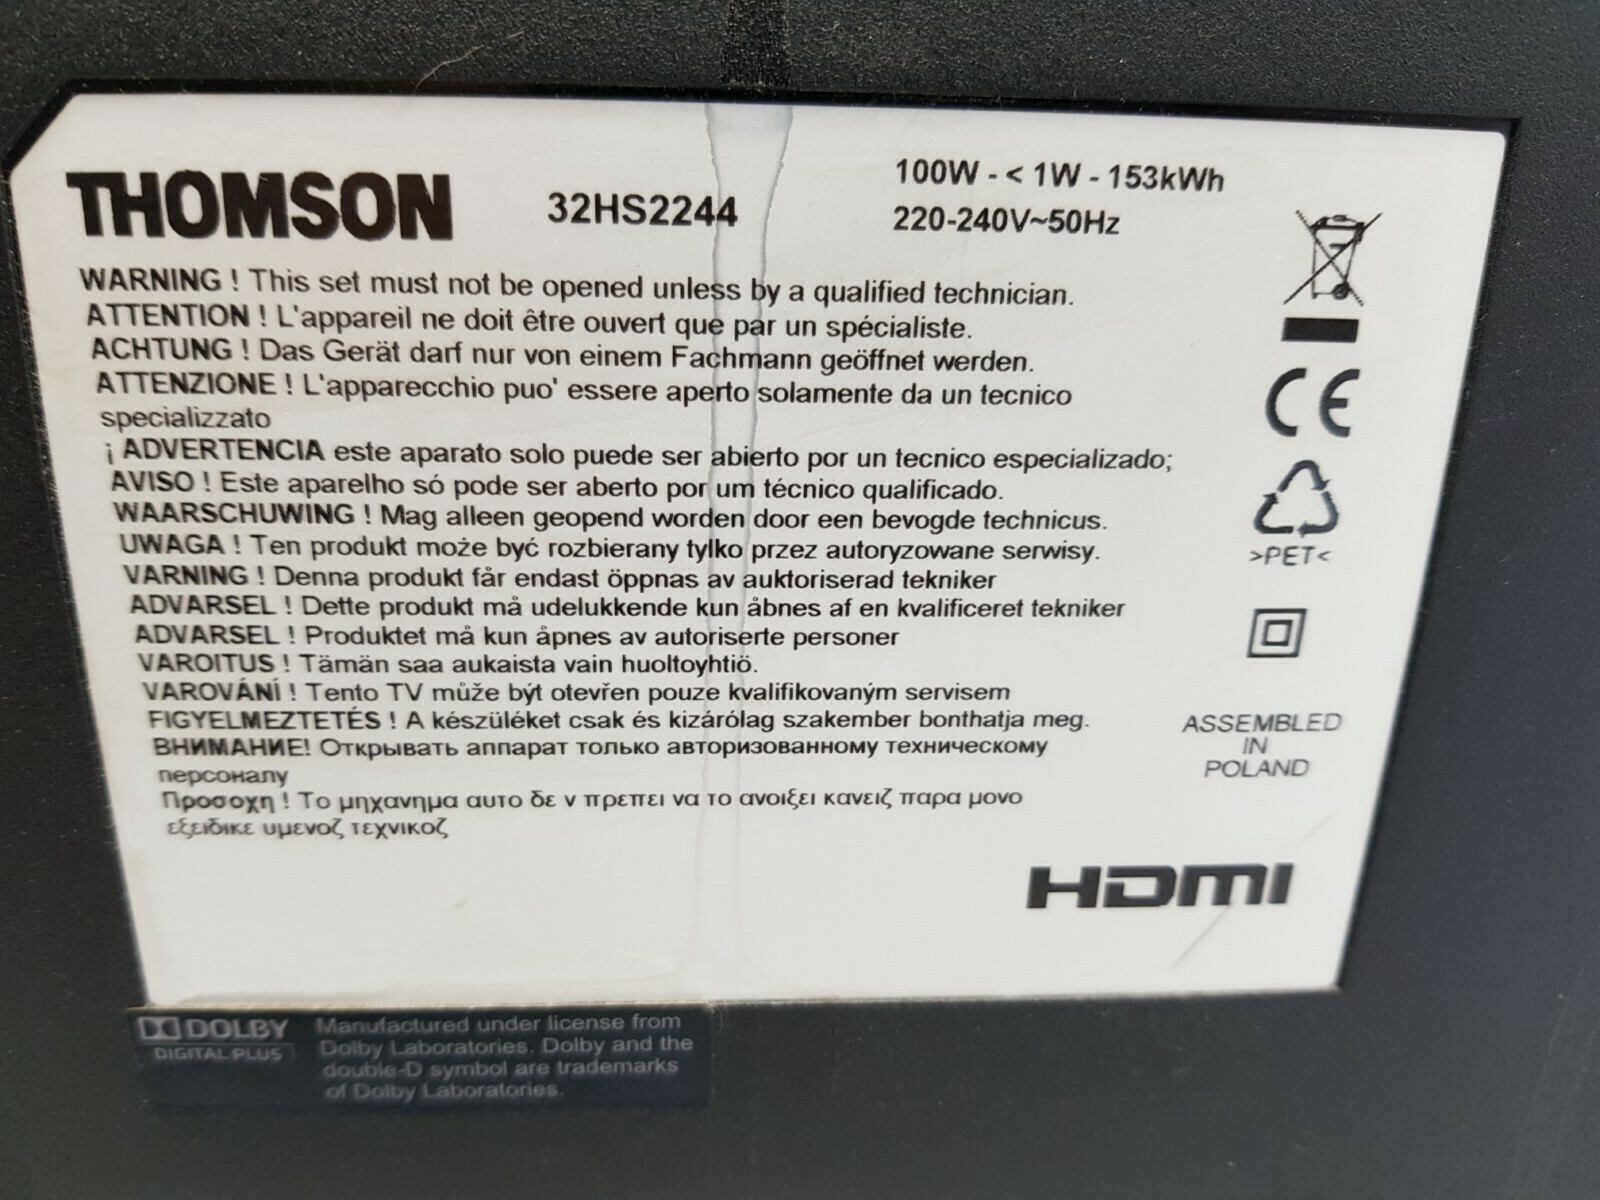 THOMSON 32HS2244
100W - < 1W - 153kWh
220-240V~50Hz
WARNING ! This set must not be opened unless by a qualified technician.
ATTENTION ! L'appareil ne doit être ouvert que par un spécialiste.
ACHTUNG ! Das Gerät darf nur von einem Fachmann geöffnet werden.
ATTENZIONE ! L'apparecchio puo' essere aperto solamente da un tecnico
specializzato
¡ ADVERTENCIA este aparato solo puede ser abierto por un tecnico especializado;
AVISO ! Este aparelho só pode ser aberto por um técnico qualificado.
WAARSCHUWING ! Mag alleen geopend worden door een bevogde technicus.
UWAGA ! Ten produkt może być rozbierany tylko przez autoryzowane serwisy.
VARNING ! Denna produkt får endast öppnas av auktoriserad tekniker
ADVARSEL ! Dette produkt må udelukkende kun åbnes af en kvalificeret tekniker
ADVARSEL ! Produktet må kun åpnes av autoriserte personer
VAROITUS ! Tämän saa aukaista vain huoltoyhtiö.
VAROVÁNÍ ! Tento TV může být otevřen pouze kvalifikovaným servisem
FIGYELMEZTETÉS ! A készüléket csak és kizárólag szakember bonthatja meg.
ВНИМАНИЕ! Открывать аппарат только авторизованному техническому
персоналу
Προσοχη ! Το μηχανημα αυτο δε ν πρεπει να το ανοιξει κανειζ παρα μονο
εξειδικε υμενοζ τεχνικοζ
CE
>PET<
ASSEMBLED
IN
POLAND
HDMI
DOLBY
DIGITAL PLUS
Manufactured under license from
Dolby Laboratories. Dolby and the
double-D symbol are trademarks
of Dolby Laboratories.